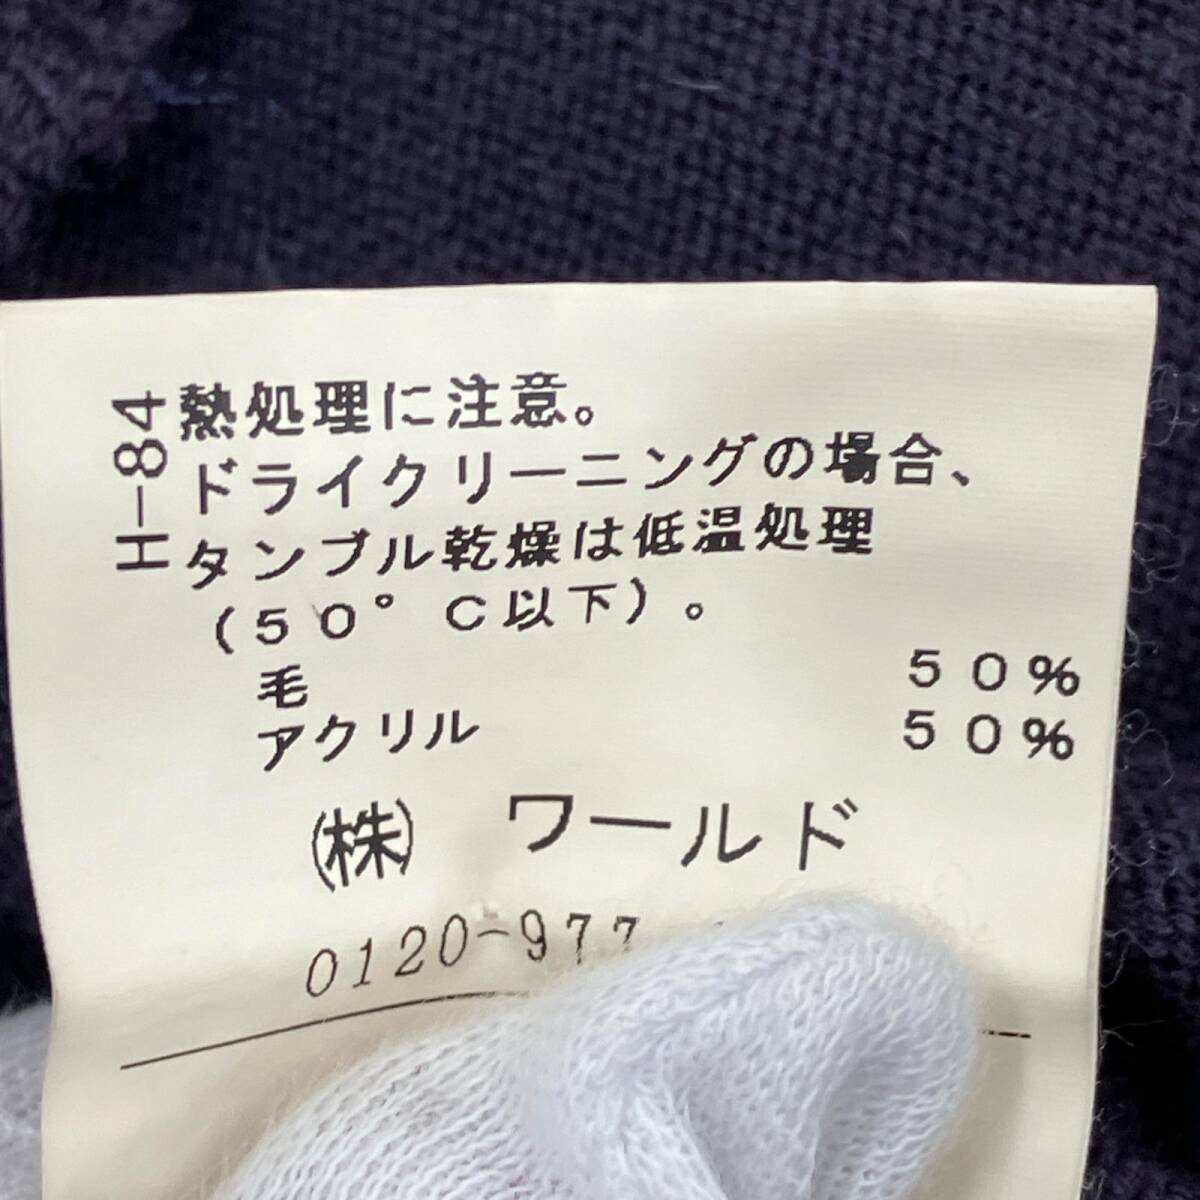 H-84
熱処理に注意。
ドライクリーニングの場合、
タンブル乾燥は低温処理
(50°C以下)。
毛 50%
アクリル 50%
(株) ワールド
0120-977